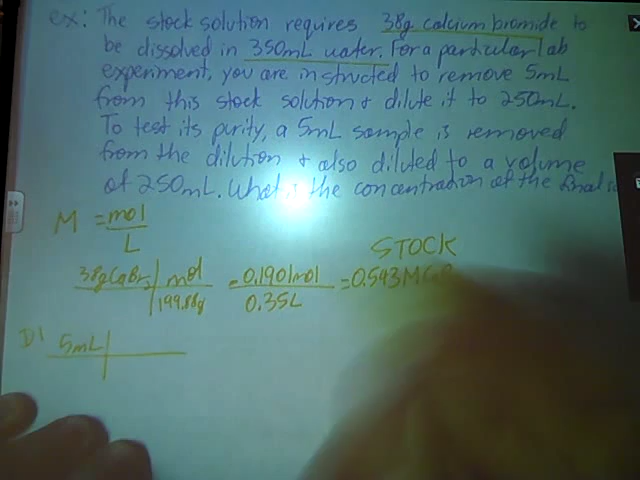 ex: The stock solution requires 38g calcium bromide to
be dissolved in 350mL water. For a particular lab
experiment, you are instructed to remove 5mL
from this stock solution & dilute it to 250mL.
To test its purity, a 5mL sample is removed
from the dilution & also diluted to a volume
of 250mL. What is the concentration of the final
M = mol
L
STOCK
38g CaBr2 | mol = 0.1901mol = 0.543M
199.88g 0.35L
D1 5mL